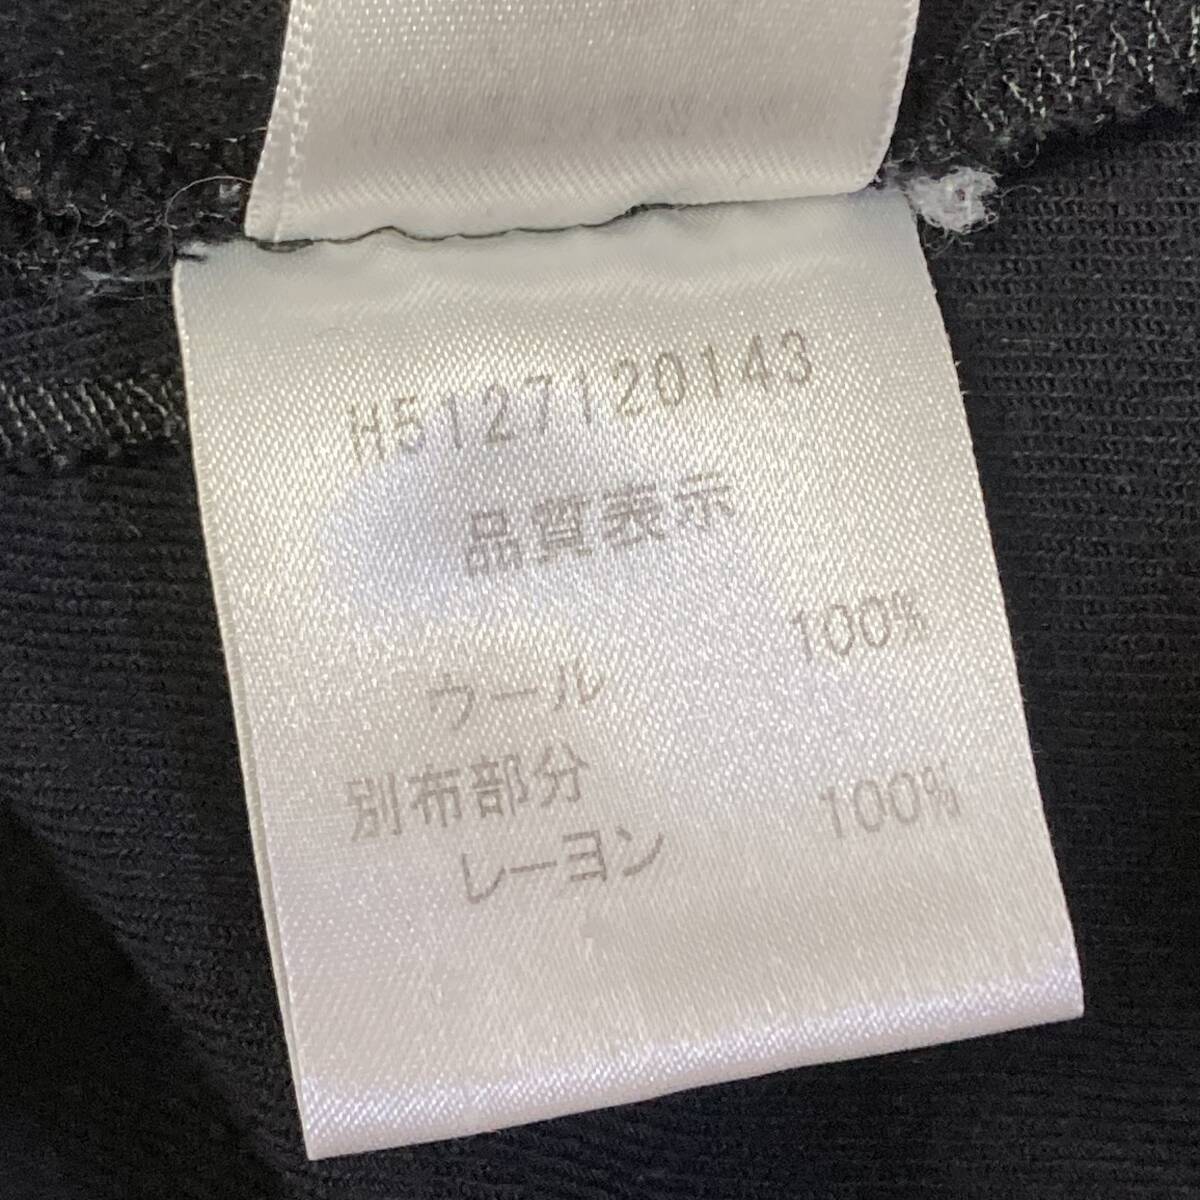 H5127120143
品質表示
ウール 100%
別布部分
レーヨン 100%